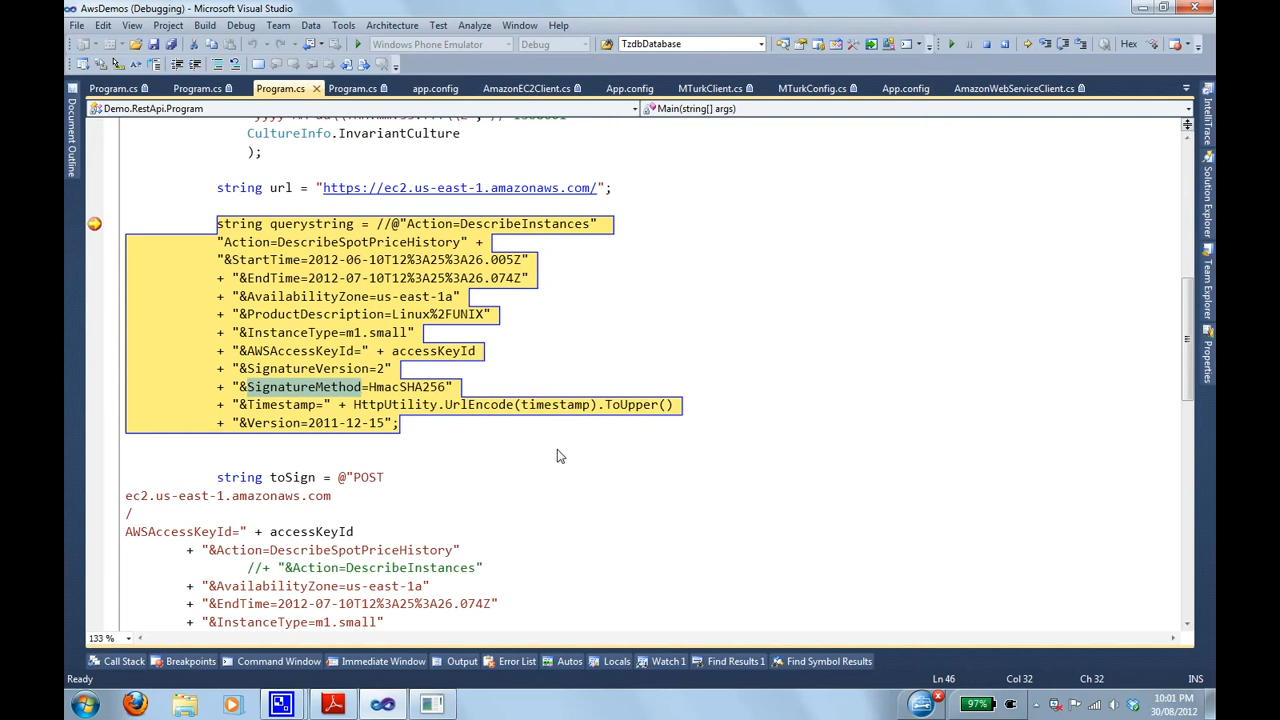 AwsDemos (Debugging) - Microsoft Visual Studio
File Edit View Project Build Debug Team Data Tools Architecture Test Analyze Window Help
Windows Phone Emulator Debug TzdbDatabase Hex
Program.cs Program.cs Program.cs Program.cs app.config AmazonEC2Client.cs App.config MTurkClient.cs MTurkConfig.cs App.config AmazonWebServiceClient.cs
Demo.RestApi.Program Main(string[] args)
Document Outline
IntelliTrace
Solution Explorer
Team Explorer
Properties
CultureInfo.InvariantCulture
);
string url = "https://ec2.us-east-1.amazonaws.com/";
string querystring = //@"Action=DescribeInstances"
"Action=DescribeSpotPriceHistory" +
"&StartTime=2012-06-10T12%3A25%3A26.005Z"
+ "&EndTime=2012-07-10T12%3A25%3A26.074Z"
+ "&AvailabilityZone=us-east-1a"
+ "&ProductDescription=Linux%2FUNIX"
+ "&InstanceType=m1.small"
+ "&AWSAccessKeyId=" + accessKeyId
+ "&SignatureVersion=2"
+ "&SignatureMethod=HmacSHA256"
+ "&Timestamp=" + HttpUtility.UrlEncode(timestamp).ToUpper()
+ "&Version=2011-12-15";
string toSign = @"POST
ec2.us-east-1.amazonaws.com
/
AWSAccessKeyId=" + accessKeyId
+ "&Action=DescribeSpotPriceHistory"
//+ "&Action=DescribeInstances"
+ "&AvailabilityZone=us-east-1a"
+ "&EndTime=2012-07-10T12%3A25%3A26.074Z"
+ "&InstanceType=m1.small"
133 %
Call Stack Breakpoints Command Window Immediate Window Output Error List Autos Locals Watch 1 Find Results 1 Find Symbol Results
Ready Ln 46 Col 32 Ch 32 INS
97% 10:01 PM
30/08/2012